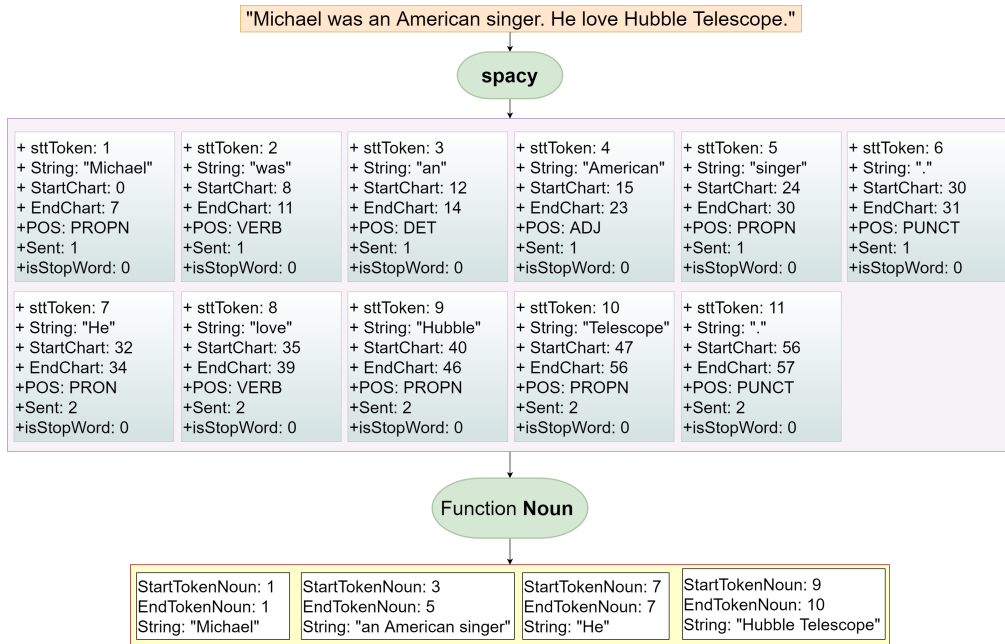 "Michael was an American singer. He love Hubble Telescope."
spacy
+ sttToken: 1
+ String: "Michael"
+ StartChart: 0
+ EndChart: 7
+POS: PROPN
+Sent: 1
+isStopWord: 0
+ sttToken: 2
+ String: "was"
+ StartChart: 8
+ EndChart: 11
+POS: VERB
+Sent: 1
+isStopWord: 0
+ sttToken: 3
+ String: "an"
+ StartChart: 12
+ EndChart: 14
+POS: DET
+Sent: 1
+isStopWord: 0
+ sttToken: 4
+ String: "American"
+ StartChart: 15
+ EndChart: 23
+POS: ADJ
+Sent: 1
+isStopWord: 0
+ sttToken: 5
+ String: "singer"
+ StartChart: 24
+ EndChart: 30
+POS: PROPN
+Sent: 1
+isStopWord: 0
+ sttToken: 6
+ String: "."
+ StartChart: 30
+ EndChart: 31
+POS: PUNCT
+Sent: 1
+isStopWord: 0
+ sttToken: 7
+ String: "He"
+ StartChart: 32
+ EndChart: 34
+POS: PRON
+Sent: 2
+isStopWord: 0
+ sttToken: 8
+ String: "love"
+ StartChart: 35
+ EndChart: 39
+POS: VERB
+Sent: 2
+isStopWord: 0
+ sttToken: 9
+ String: "Hubble"
+ StartChart: 40
+ EndChart: 46
+POS: PROPN
+Sent: 2
+isStopWord: 0
+ sttToken: 10
+ String: "Telescope"
+ StartChart: 47
+ EndChart: 56
+POS: PROPN
+Sent: 2
+isStopWord: 0
+ sttToken: 11
+ String: "."
+ StartChart: 56
+ EndChart: 57
+POS: PUNCT
+Sent: 2
+isStopWord: 0
Function Noun
StartTokenNoun: 1
EndTokenNoun: 1
String: "Michael"
StartTokenNoun: 3
EndTokenNoun: 5
String: "an American singer"
StartTokenNoun: 7
EndTokenNoun: 7
String: "He"
StartTokenNoun: 9
EndTokenNoun: 10
String: "Hubble Telescope"